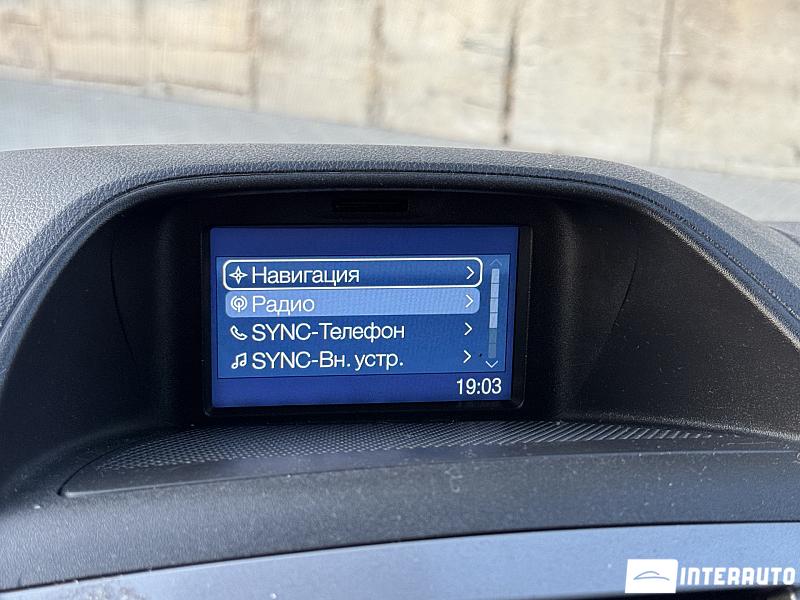 Навигация
Радио
SYNC-Телефон
SYNC-Вн. устр.
19:03
INTERAUTO